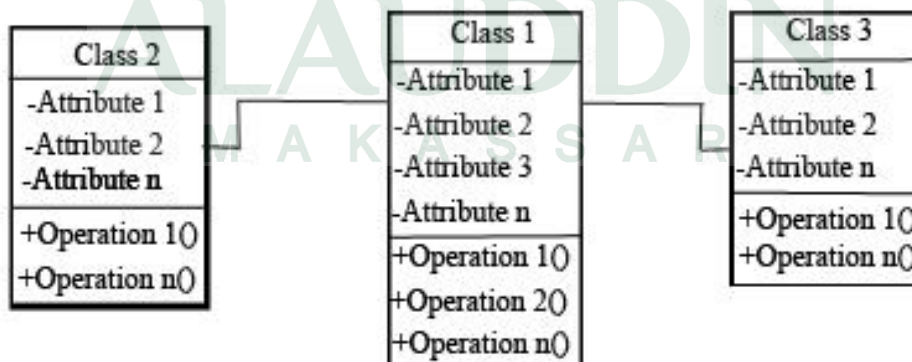 ALAUDDIN
MAKASSAR
Class 2
-Attribute 1
-Attribute 2
-Attribute n
+Operation 1()
+Operation n()
Class 1
-Attribute 1
-Attribute 2
-Attribute 3
-Attribute n
+Operation 1()
+Operation 2()
+Operation n()
Class 3
-Attribute 1
-Attribute 2
-Attribute n
+Operation 1()
+Operation n()